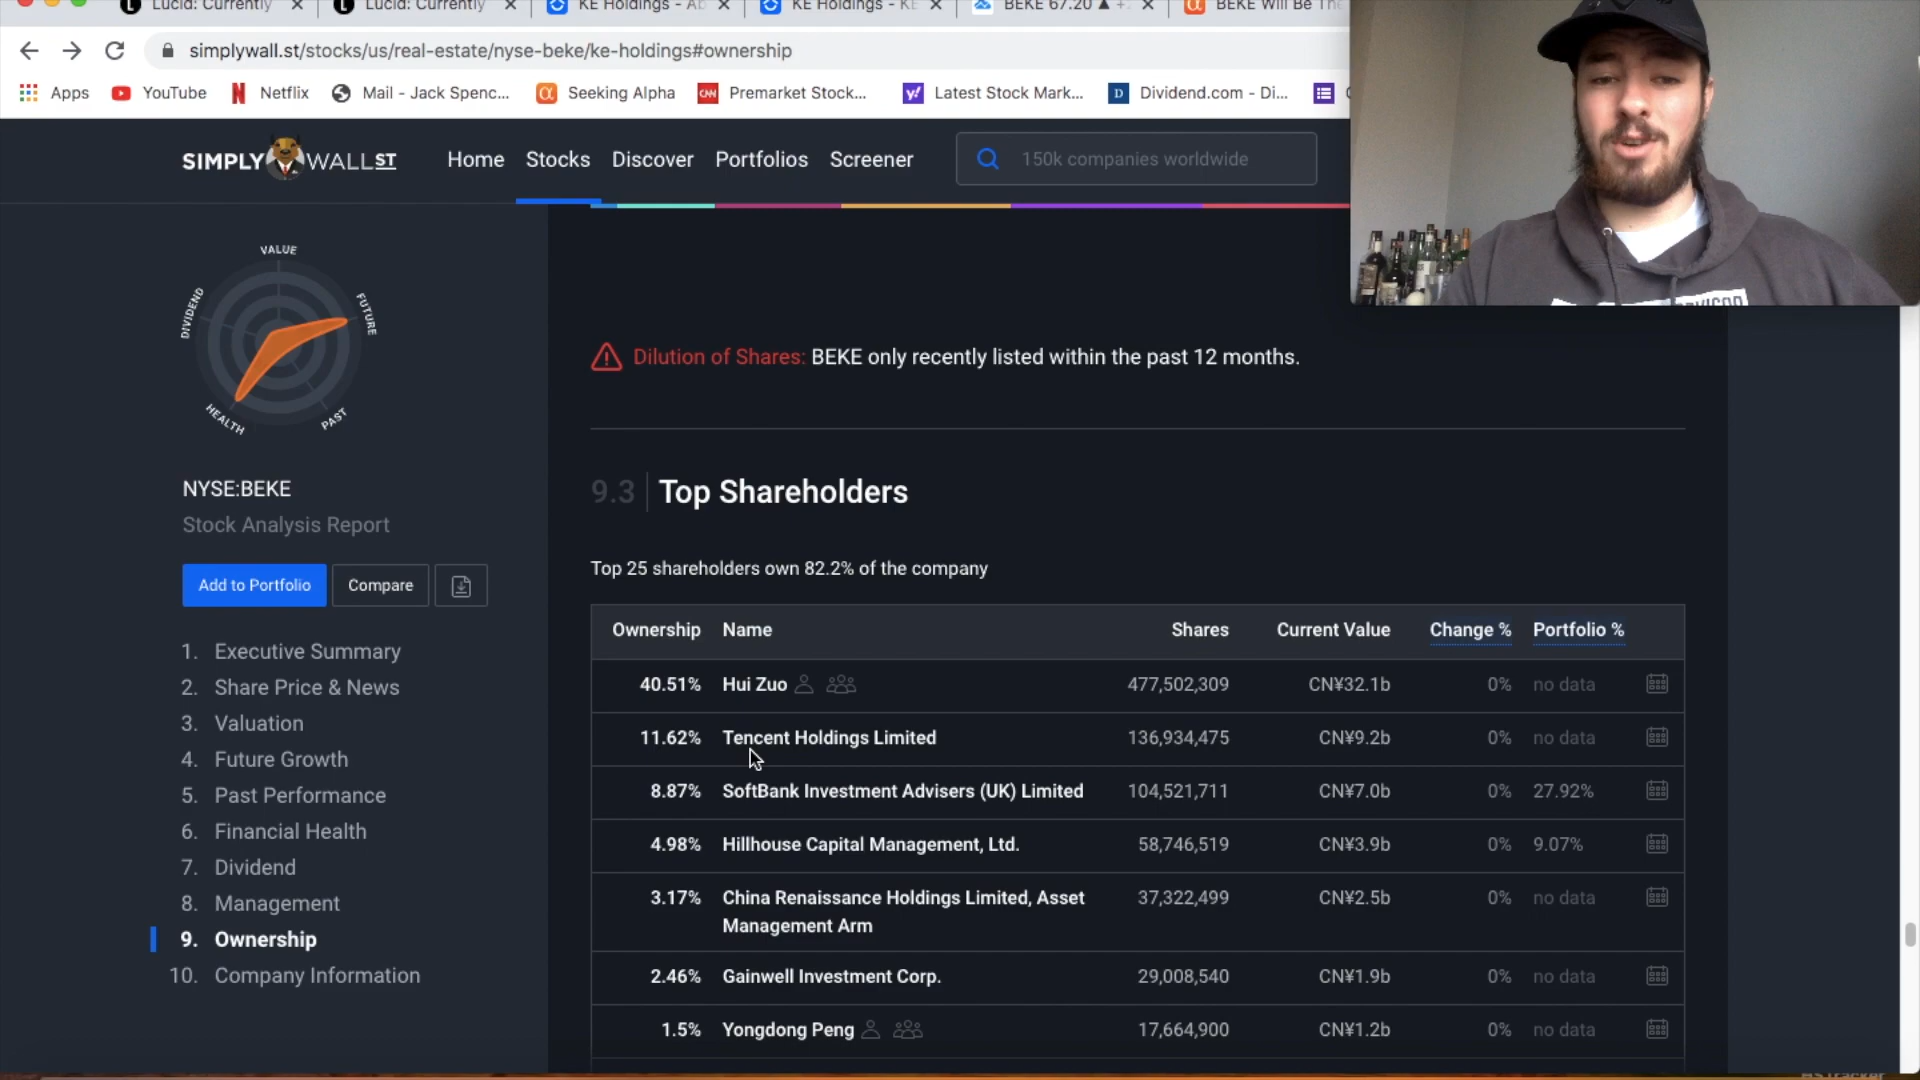 Lucid: Currently
Lucid: Currently
KE Holdings - Ab
KE Holdings - KE
BEKE 67.20 ▲ +
BEKE Will Be The
simplywall.st/stocks/us/real-estate/nyse-beke/ke-holdings#ownership
Apps
YouTube
Netflix
Mail - Jack Spenc...
Seeking Alpha
Premarket Stock...
Latest Stock Mark...
Dividend.com - Di...
SIMPLY WALL ST
Home
Stocks
Discover
Portfolios
Screener
150k companies worldwide
VALUE
FUTURE
PAST
HEALTH
DIVIDEND
NYSE:BEKE
Stock Analysis Report
Add to Portfolio
Compare
1. Executive Summary
2. Share Price & News
3. Valuation
4. Future Growth
5. Past Performance
6. Financial Health
7. Dividend
8. Management
9. Ownership
10. Company Information
Dilution of Shares: BEKE only recently listed within the past 12 months.
9.3 Top Shareholders
Top 25 shareholders own 82.2% of the company
Ownership Name Shares Current Value Change % Portfolio %
40.51% Hui Zuo 477,502,309 CN¥32.1b 0% no data
11.62% Tencent Holdings Limited 136,934,475 CN¥9.2b 0% no data
8.87% SoftBank Investment Advisers (UK) Limited 104,521,711 CN¥7.0b 0% 27.92%
4.98% Hillhouse Capital Management, Ltd. 58,746,519 CN¥3.9b 0% 9.07%
3.17% China Renaissance Holdings Limited, Asset 37,322,499 CN¥2.5b 0% no data
Management Arm
2.46% Gainwell Investment Corp. 29,008,540 CN¥1.9b 0% no data
1.5% Yongdong Peng 17,664,900 CN¥1.2b 0% no data